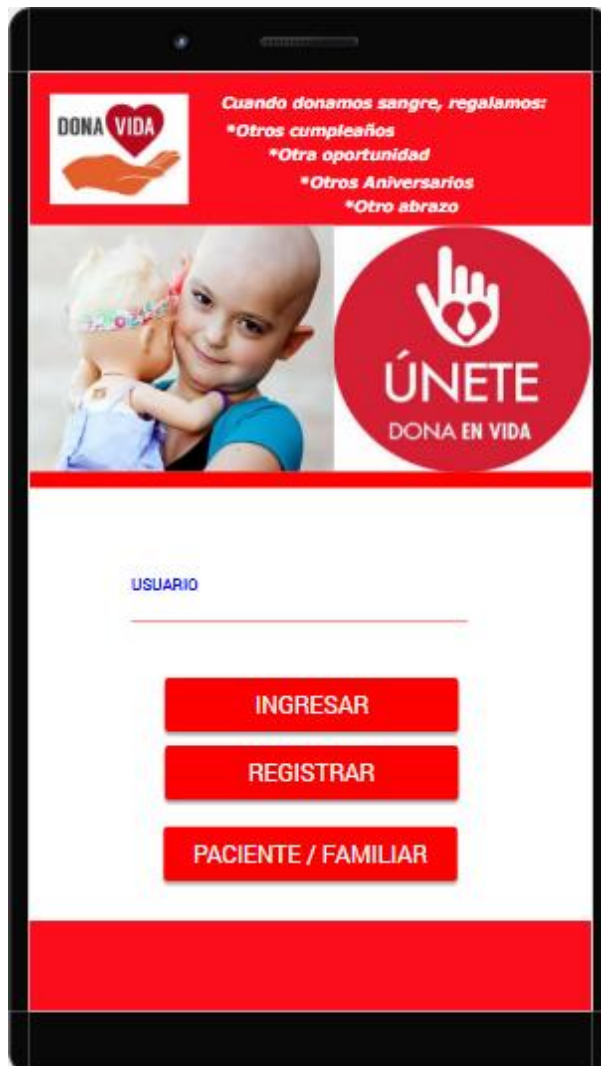 DONA VIDA
Cuando donamos sangre, regalamos:
*Otros cumpleaños
*Otra oportunidad
*Otros Aniversarios
*Otro abrazo
ÚNETE
DONA EN VIDA
USUARIO
INGRESAR
REGISTRAR
PACIENTE / FAMILIAR